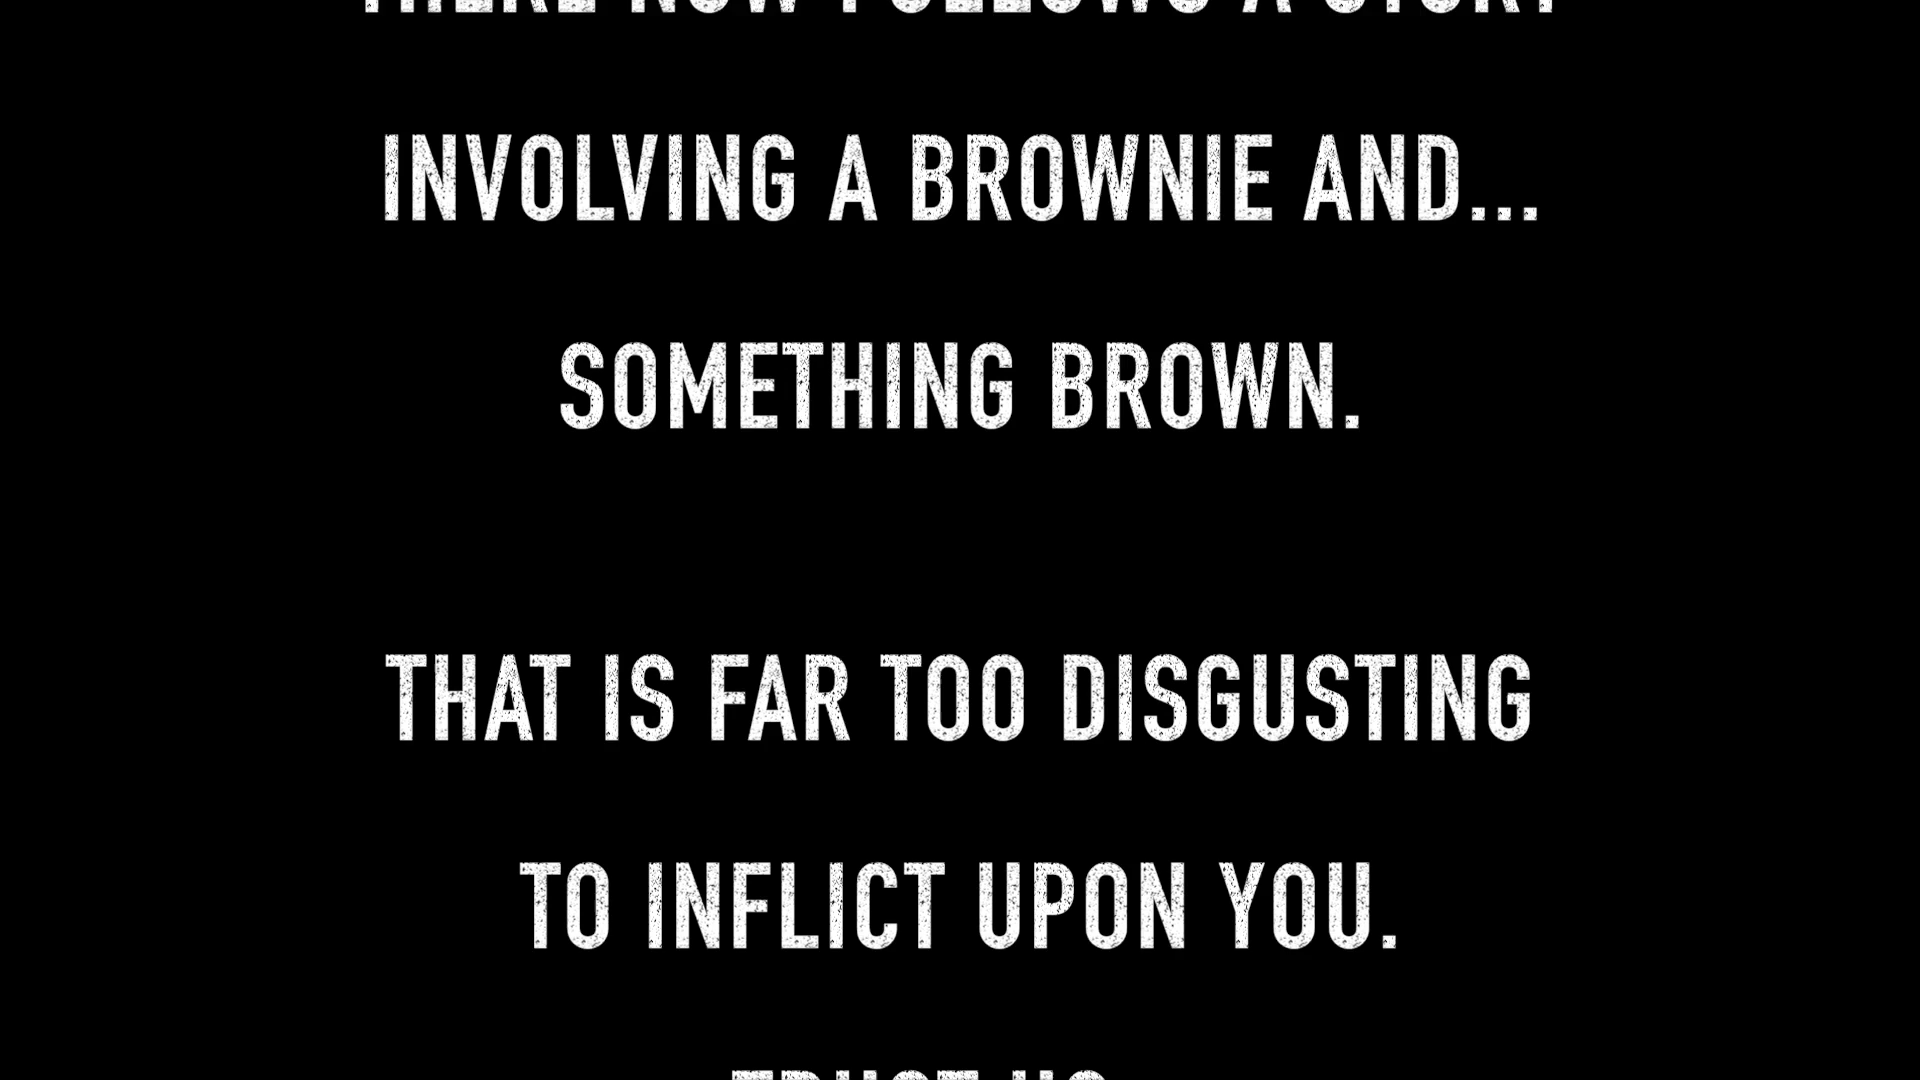 THERE NOW FOLLOWS A STORY
INVOLVING A BROWNIE AND...
SOMETHING BROWN.
THAT IS FAR TOO DISGUSTING
TO INFLICT UPON YOU.
TRUST US